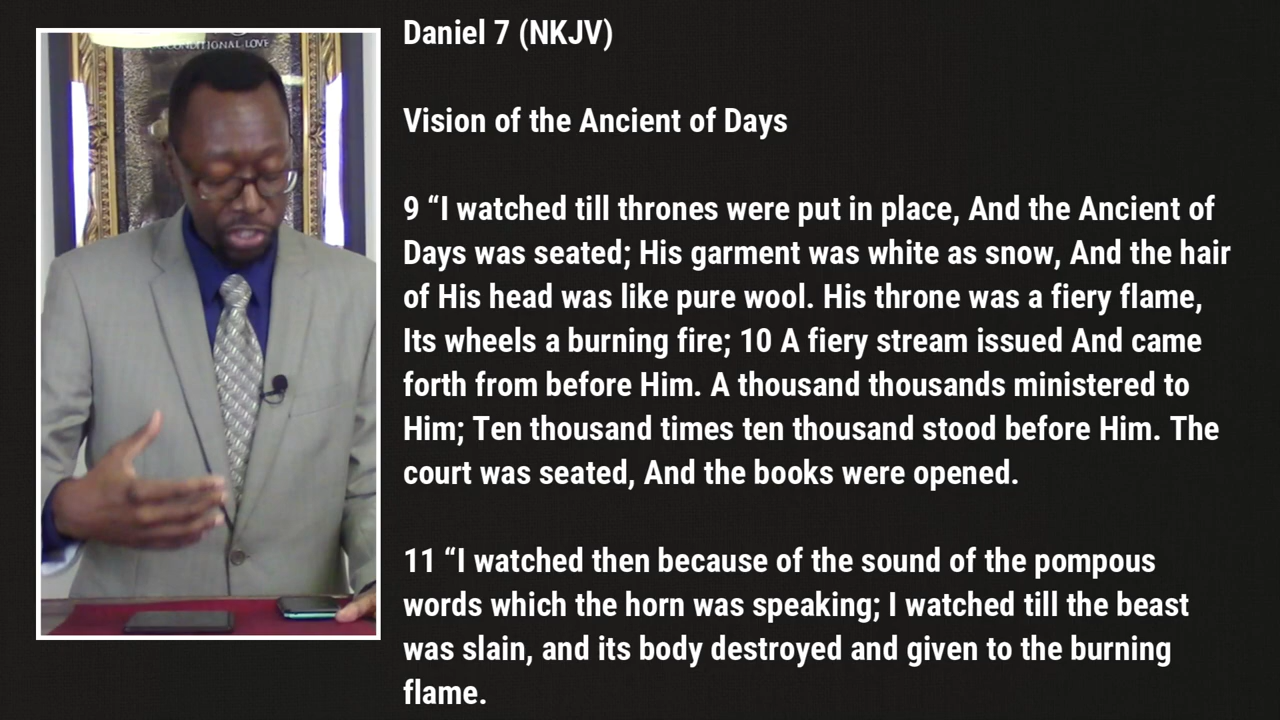 CONDITIONAL LOVE
Daniel 7 (NKJV)
Vision of the Ancient of Days
9 “I watched till thrones were put in place, And the Ancient of
Days was seated; His garment was white as snow, And the hair
of His head was like pure wool. His throne was a fiery flame,
Its wheels a burning fire; 10 A fiery stream issued And came
forth from before Him. A thousand thousands ministered to
Him; Ten thousand times ten thousand stood before Him. The
court was seated, And the books were opened.
11 “I watched then because of the sound of the pompous
words which the horn was speaking; I watched till the beast
was slain, and its body destroyed and given to the burning
flame.